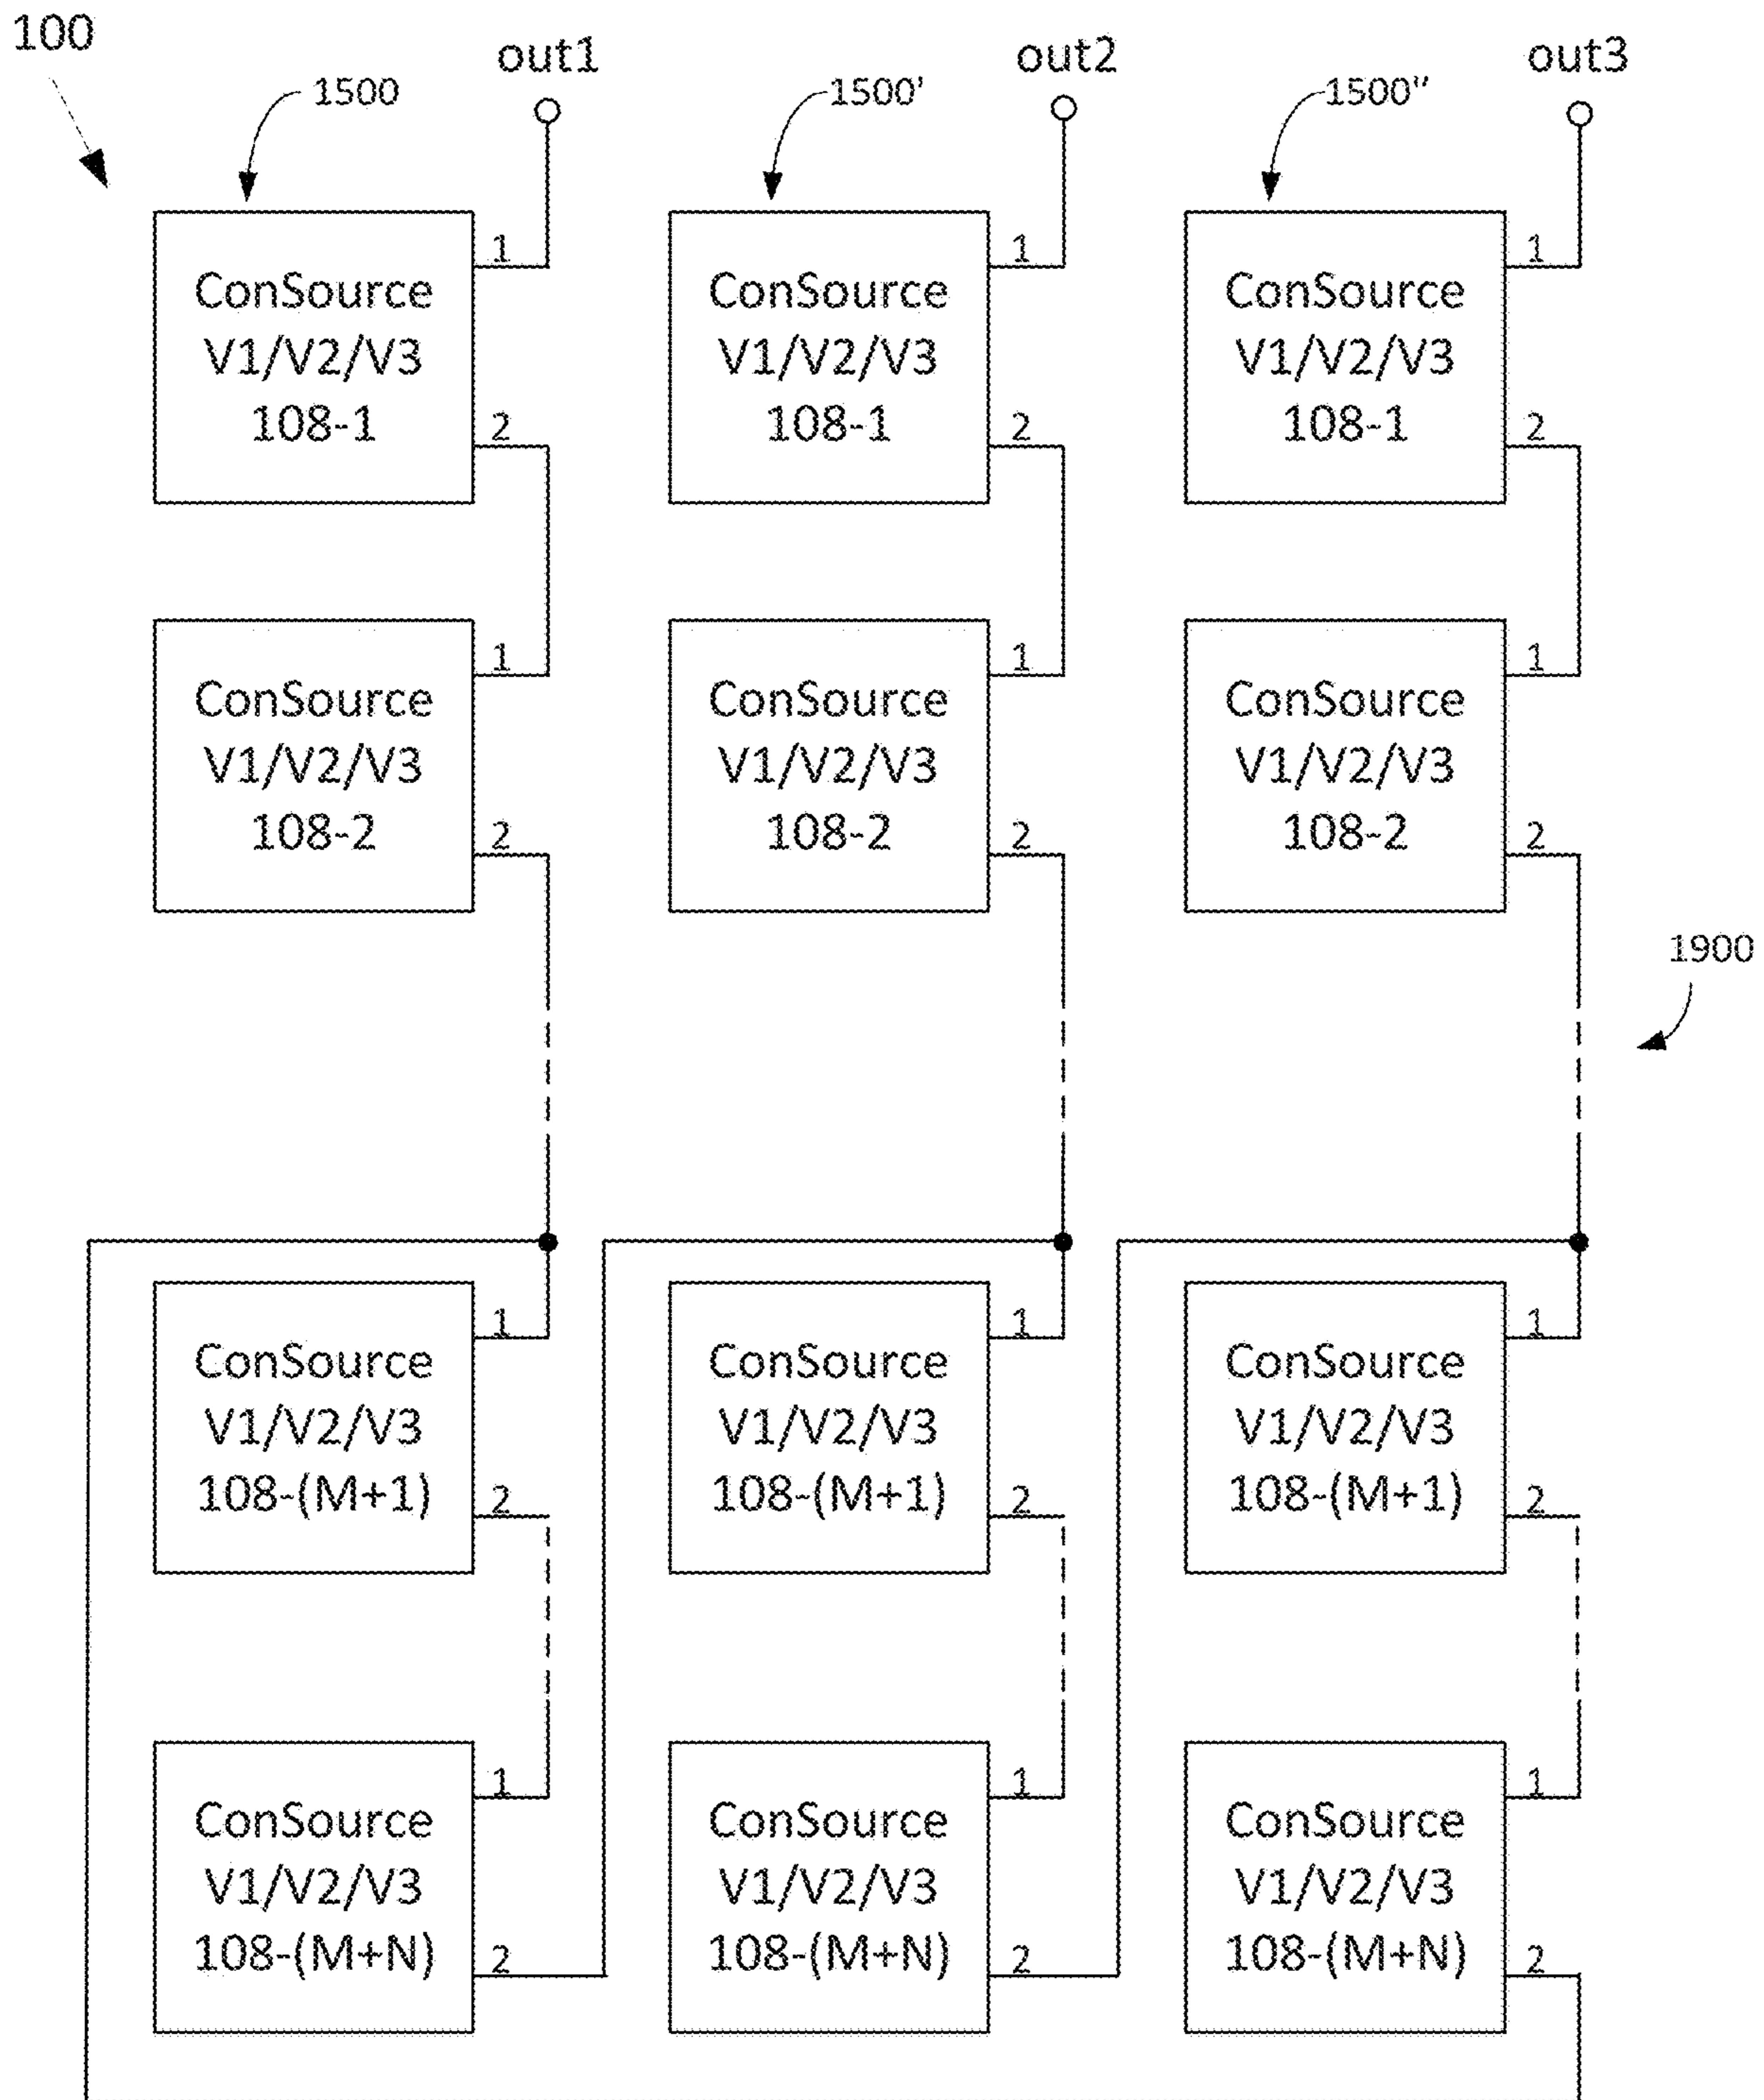 100
out1
out2
out3
1500
1500'
1500"
1
1
1
ConSource
V1/V2/V3
108-1
ConSource
V1/V2/V3
108-1
ConSource
V1/V2/V3
108-1
2
2
2
1
1
1
ConSource
V1/V2/V3
108-2
ConSource
V1/V2/V3
108-2
ConSource
V1/V2/V3
108-2
2
2
2
1900
1
1
1
ConSource
V1/V2/V3
108-(M+1)
ConSource
V1/V2/V3
108-(M+1)
ConSource
V1/V2/V3
108-(M+1)
2
2
2
1
1
1
ConSource
V1/V2/V3
108-(M+N)
ConSource
V1/V2/V3
108-(M+N)
ConSource
V1/V2/V3
108-(M+N)
2
2
2